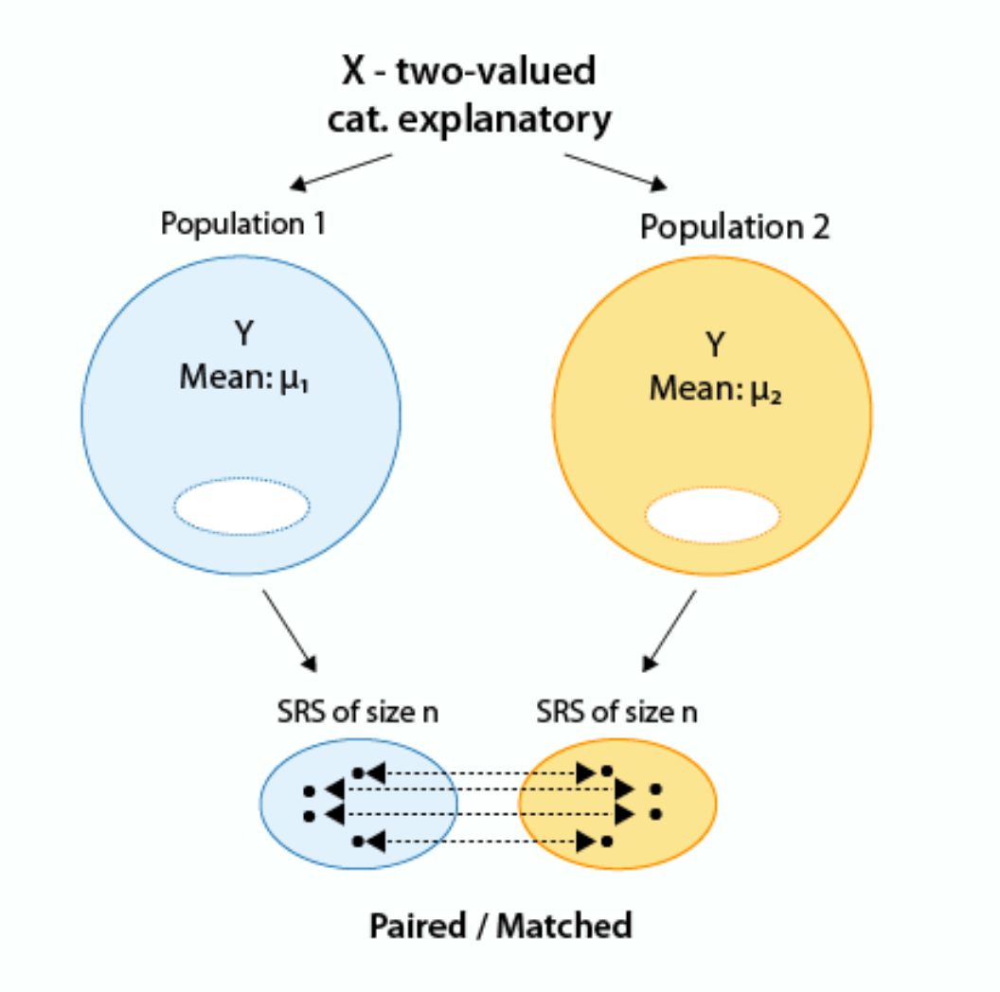 X - two-valued
cat. explanatory
Population 1
Population 2
Y
Mean: μ₁
Y
Mean: μ₂
SRS of size n
SRS of size n
Paired / Matched